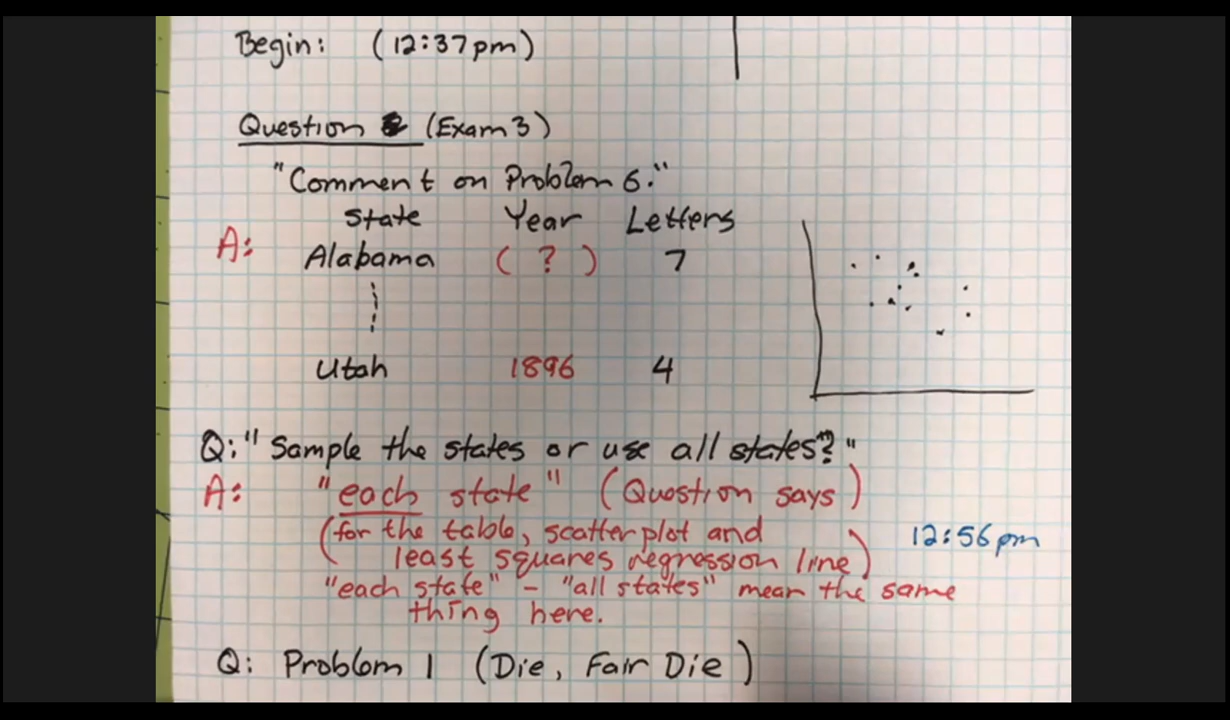 Begin: (12:37pm)
Question (Exam 3)
"Comment on Problem 6."
State Year Letters
A: Alabama ( ? ) 7
Utah 1896 4
Q: "Sample the states or use all states?"
A: "each state" (Question says)
(for the table, scatterplot and
least squares regression line)
12:56pm
"each state" - "all states" mean the same
thing here.
Q: Problem 1 (Die, Fair Die)